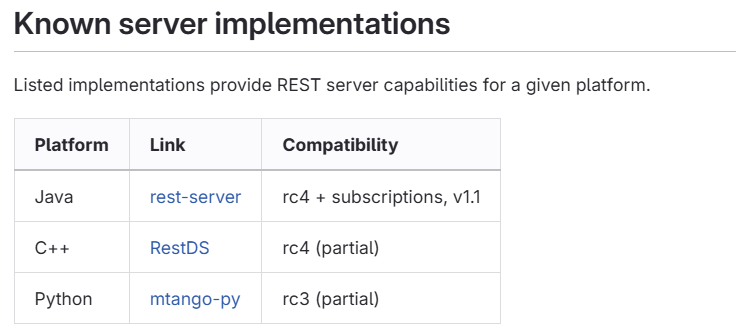 Known server implementations
Listed implementations provide REST server capabilities for a given platform.
Platform Link Compatibility
Java rest-server rc4 + subscriptions, v1.1
C++ RestDS rc4 (partial)
Python mtango-py rc3 (partial)